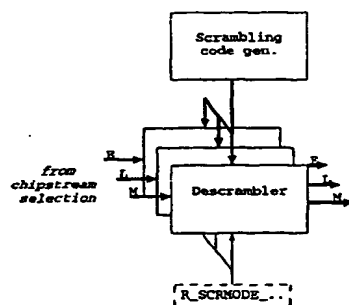 Scrambling
code gen.
E
L
M
from
chipstream
selection
Descrambler
E
L
M
R_SCRMODE_..